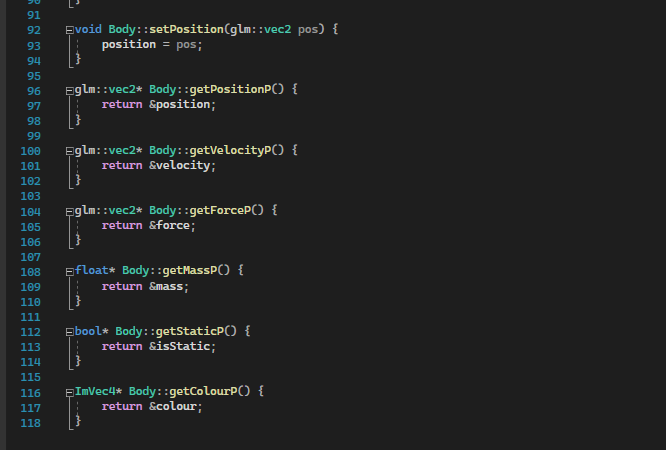 90 }
91
92 void Body::setPosition(glm::vec2 pos) {
93 position = pos;
94 }
95
96 glm::vec2* Body::getPositionP() {
97 return &position;
98 }
99
100 glm::vec2* Body::getVelocityP() {
101 return &velocity;
102 }
103
104 glm::vec2* Body::getForceP() {
105 return &force;
106 }
107
108 float* Body::getMassP() {
109 return &mass;
110 }
111
112 bool* Body::getStaticP() {
113 return &isStatic;
114 }
115
116 ImVec4* Body::getColourP() {
117 return &colour;
118 }